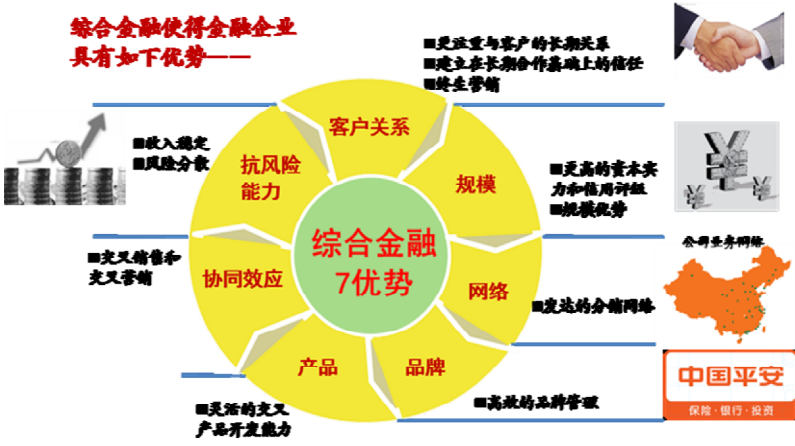 综合金融使得金融企业
具有如下优势——
■更注重与客户的长期关系
■建立在长期合作基础上的信任
■终生营销
客户关系
■收入稳定
■风险分散
抗风险
能力
规模
■更高的资本实
力和信用评级
■规模优势
综合金融
7优势
公司业务网络
■交叉销售和
交叉营销
协同效应
网络
■发达的分销网络
产品
品牌
中国平安
保险·银行·投资
■灵活的交叉
产品开发能力
■高效的品牌管理